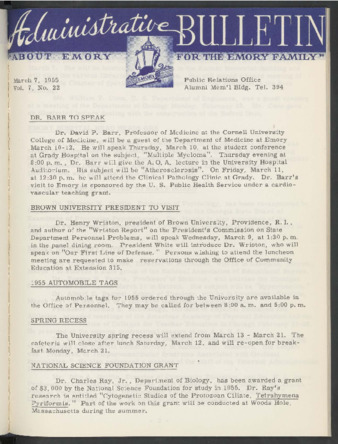 Administrative BULLETIN
ABOUT EMORY FOR THE EMORY FAMILY"
March 7, 1955 Public Relations Office
Vol. 7, No. 22 Alumni Mem'l Bldg. Tel. 394
DR. BARR TO SPEAK
Dr. David P. Barr, Professor of Medicine at the Cornell University
College of Medicine, will be a guest of the Department of Medicine at Emory
March 10-12. He will speak Thursday, March 10, at the student conference
at Grady Hospital on the subject, "Multiple Myeloma". Thursday evening at
8:00 p.m., Dr. Barr will give the A.O.A. lecture in the University Hospital
Auditorium. His subject will be "Atherosclerosis". On Friday, March 11,
at 12:30 p.m. he will attend the Clinical Pathology Clinic at Grady. Dr. Barr's
visit to Emory is sponsored by the U. S. Public Health Service under a cardio-
vascular teaching grant.
BROWN UNIVERSITY PRESIDENT TO VISIT
Dr. Henry Wriston, president of Brown University, Providence, R. I.,
and author of the "Wriston Report" on the President's Commission on State
Department Personnel Problems, will speak Wednesday, March 9, at 1:30 p.m.
in the panel dining room. President White will introduce Dr. Wriston, who will
speak on "Our First Line of Defense." Persons wishing to attend the luncheon
meeting are requested to make reservations through the Office of Community
Education at Extension 315.
1955 AUTOMOBILE TAGS
Automobile tags for 1955 ordered through the University are available in
the Office of Personnel. They may be called for between 8:00 a.m. and 5:00 p.m.
SPRING RECESS
The University spring recess will extend from March 13 - March 21. The
cafeteria will close after lunch Saturday, March 12, and will re-open for break-
fast Monday, March 21.
NATIONAL SCIENCE FOUNDATION GRANT
Dr. Charles Ray, Jr., Department of Biology, has been awarded a grant
of $3,000 by the National Science Foundation for study in 1955. Dr. Ray's
research is entitled "Cytogenetic Studies of the Protozoan Ciliate, Tetrahymena
Pyriformis." Part of the work on this grant will be conducted at Woods Hole,
Massachusetts during the summer.